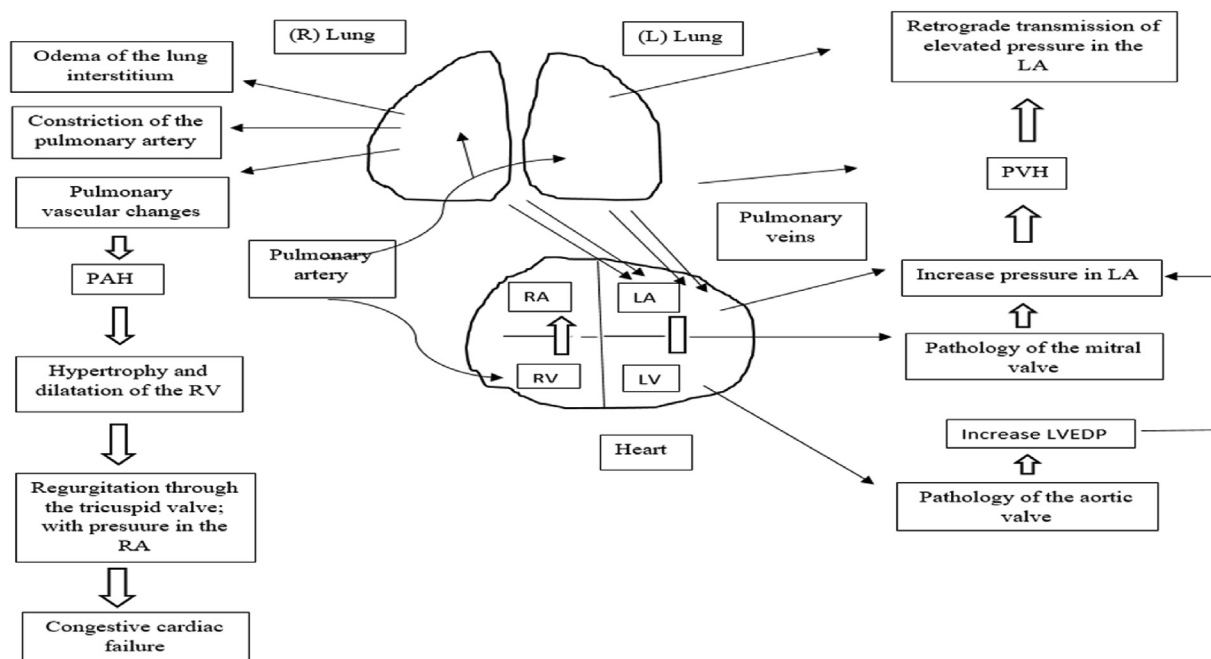 (R) Lung
(L) Lung
Odema of the lung
interstitium
Constriction of the
pulmonary artery
Pulmonary
vascular changes
PAH
Hypertrophy and
dilatation of the RV
Regurgitation through
the tricuspid valve;
with presuure in the
RA
Congestive cardiac
failure
Pulmonary
artery
RA
LA
RV
LV
Heart
Pulmonary
veins
Retrograde transmission of
elevated pressure in the
LA
PVH
Increase pressure in LA
Pathology of the mitral
valve
Increase LVEDP
Pathology of the aortic
valve